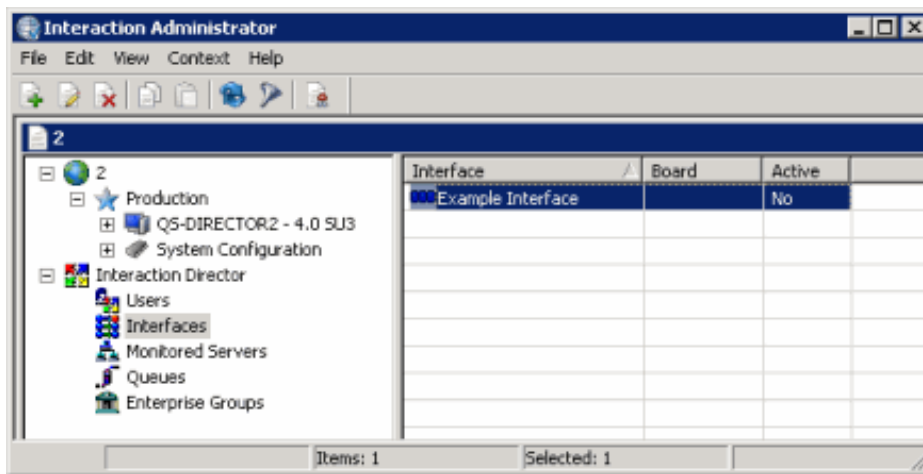 Interaction Administrator
File Edit View Context Help
2
2
Production
QS-DIRECTOR2 - 4.0 SU3
System Configuration
Interaction Director
Users
Interfaces
Monitored Servers
Queues
Enterprise Groups
Interface Board Active
Example Interface No
Items: 1 Selected: 1